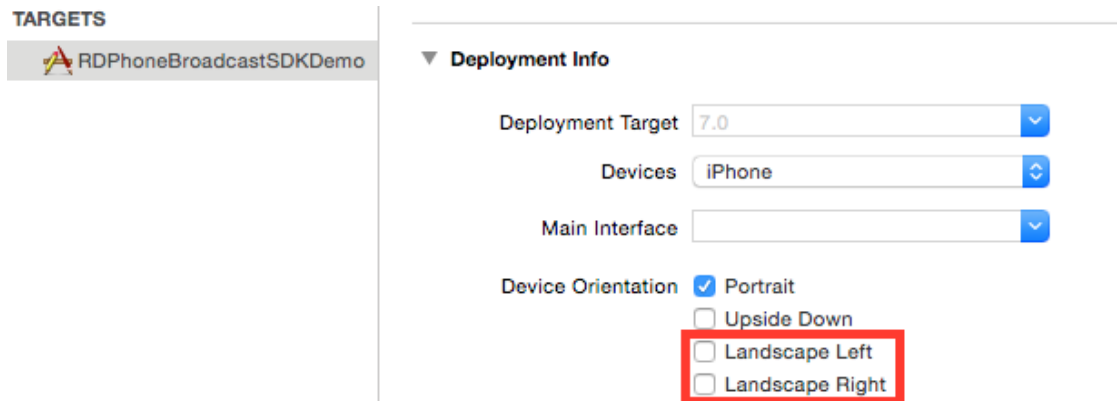 TARGETS
RDPhoneBroadcastSDKDemo
Deployment Info
Deployment Target 7.0
Devices iPhone
Main Interface
Device Orientation Portrait
Upside Down
Landscape Left
Landscape Right